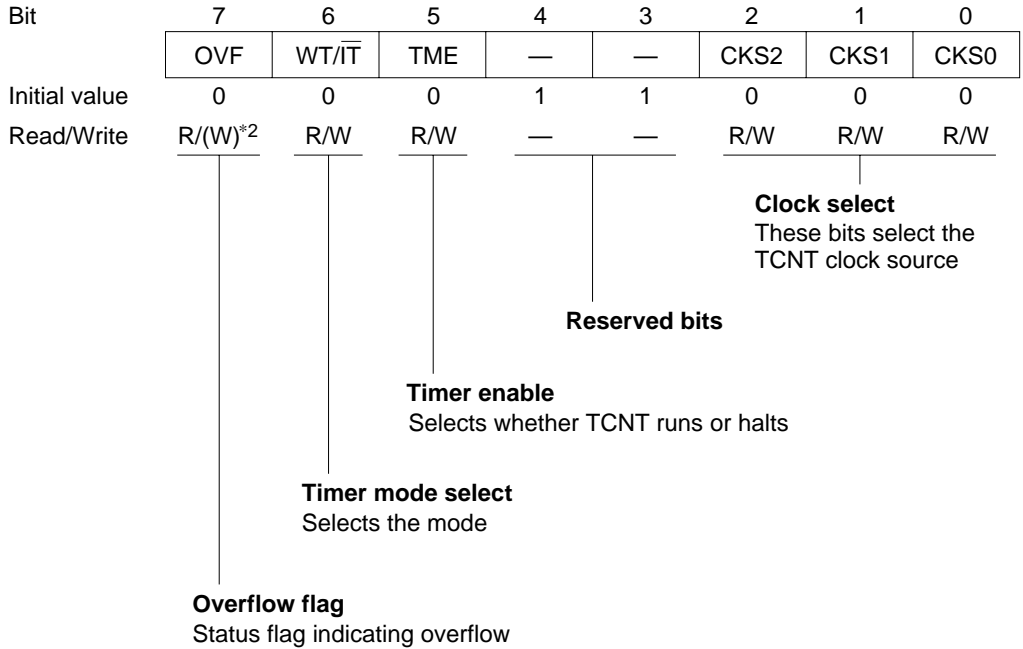 Bit 7 6 5 4 3 2 1 0
OVF WT/I̅T̅ TME — — CKS2 CKS1 CKS0
Initial value 0 0 0 1 1 0 0 0
Read/Write R/(W)*2 R/W R/W — — R/W R/W R/W
Clock select
These bits select the
TCNT clock source
Reserved bits
Timer enable
Selects whether TCNT runs or halts
Timer mode select
Selects the mode
Overflow flag
Status flag indicating overflow